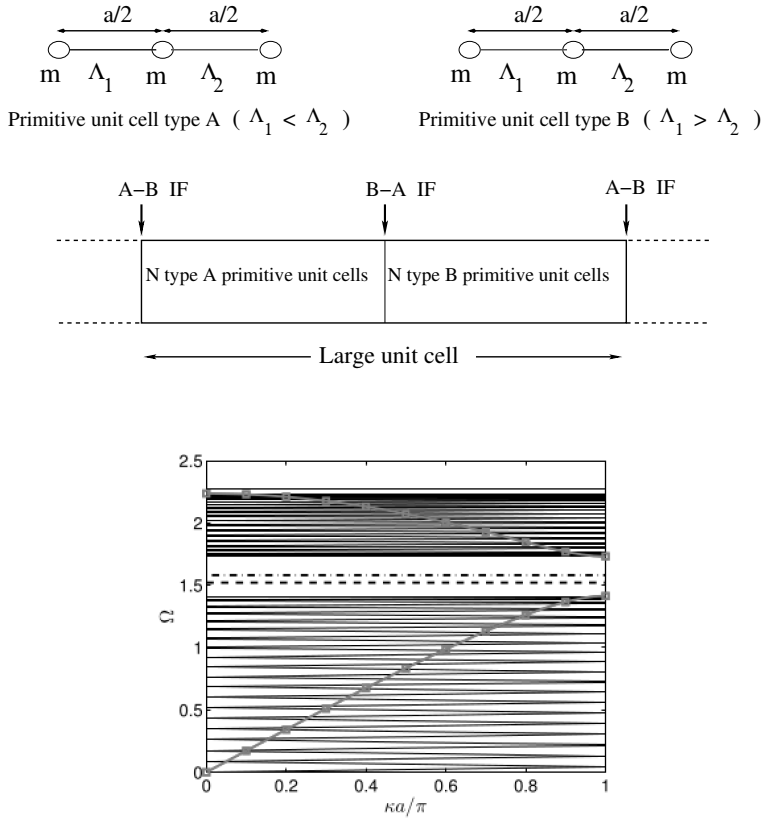 a/2 a/2 a/2 a/2
m Λ1 m Λ2 m m Λ1 m Λ2 m
Primitive unit cell type A ( Λ1 < Λ2 ) Primitive unit cell type B ( Λ1 > Λ2 )
A−B IF B−A IF A−B IF
N type A primitive unit cells N type B primitive unit cells
Large unit cell
2.5
2
1.5
Ω
1
0.5
0
0 0.2 0.4 0.6 0.8 1
κa/π